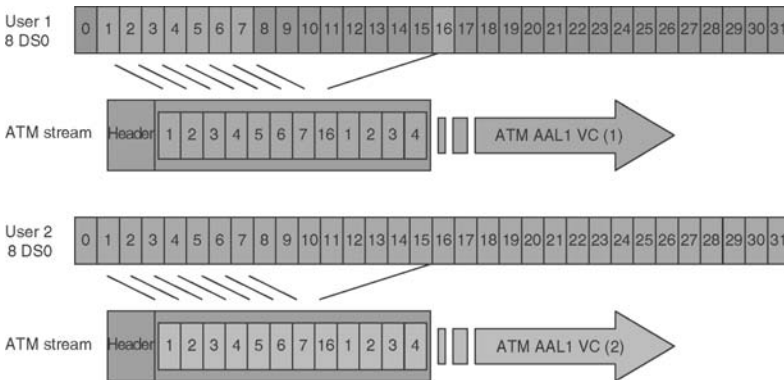 User 1
8 DS0
0 1 2 3 4 5 6 7 8 9 10 11 12 13 14 15 16 17 18 19 20 21 22 23 24 25 26 27 28 29 30 31
ATM stream
Header 1 2 3 4 5 6 7 16 1 2 3 4
ATM AAL1 VC (1)
User 2
8 DS0
0 1 2 3 4 5 6 7 8 9 10 11 12 13 14 15 16 17 18 19 20 21 22 23 24 25 26 27 28 29 30 31
ATM stream
Header 1 2 3 4 5 6 7 16 1 2 3 4
ATM AAL1 VC (2)